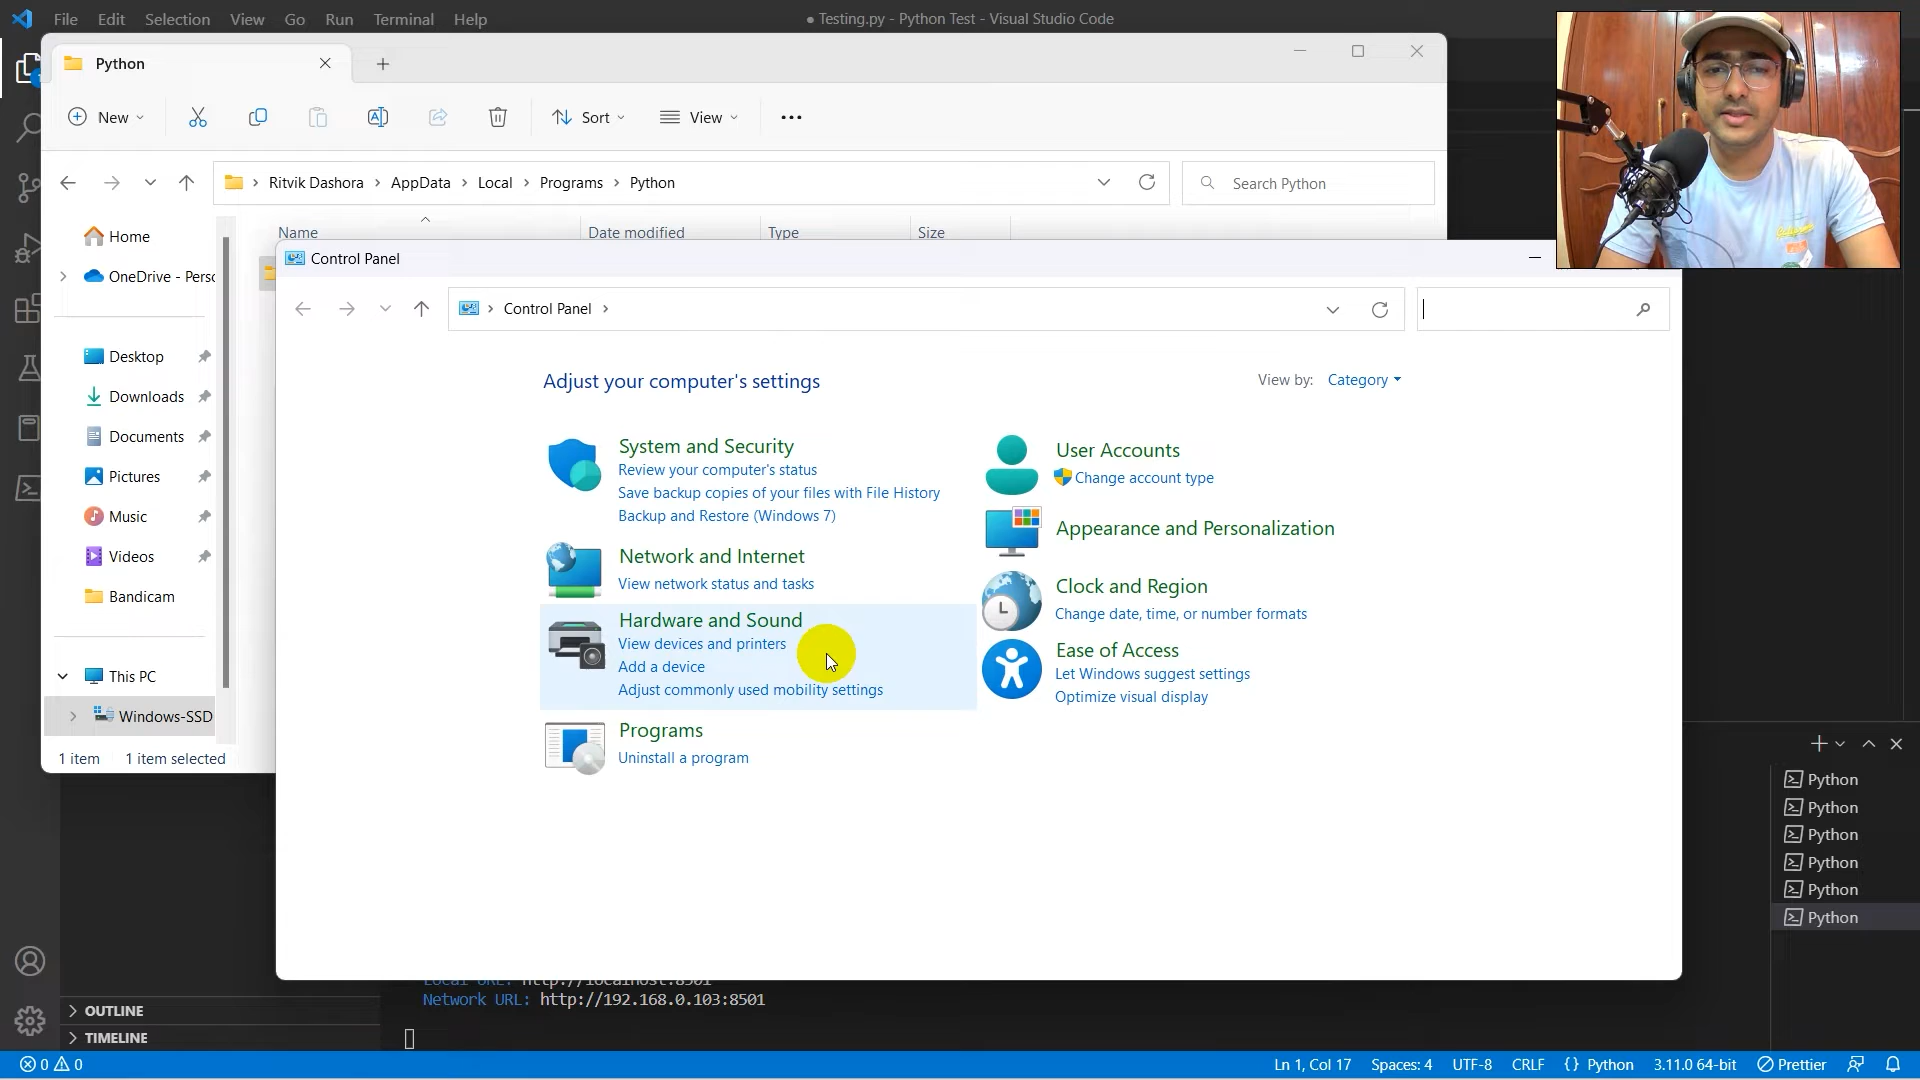 File Edit Selection View Go Run Terminal Help
● Testing.py - Python Test - Visual Studio Code
Python
New
Sort
View
Ritvik Dashora > AppData > Local > Programs > Python
Search Python
Name
Date modified
Type
Size
Home
OneDrive - Perso
Desktop
Downloads
Documents
Pictures
Music
Videos
Bandicam
This PC
Windows-SSD
1 item 1 item selected
Control Panel
Control Panel >
Adjust your computer's settings
View by: Category
System and Security
Review your computer's status
Save backup copies of your files with File History
Backup and Restore (Windows 7)
Network and Internet
View network status and tasks
Hardware and Sound
View devices and printers
Add a device
Adjust commonly used mobility settings
Programs
Uninstall a program
User Accounts
Change account type
Appearance and Personalization
Clock and Region
Change date, time, or number formats
Ease of Access
Let Windows suggest settings
Optimize visual display
Python
Python
Python
Python
Python
Python
Local URL: http://localhost:8501
Network URL: http://192.168.0.103:8501
OUTLINE
TIMELINE
0 0
Ln 1, Col 17 Spaces: 4 UTF-8 CRLF {} Python 3.11.0 64-bit Prettier